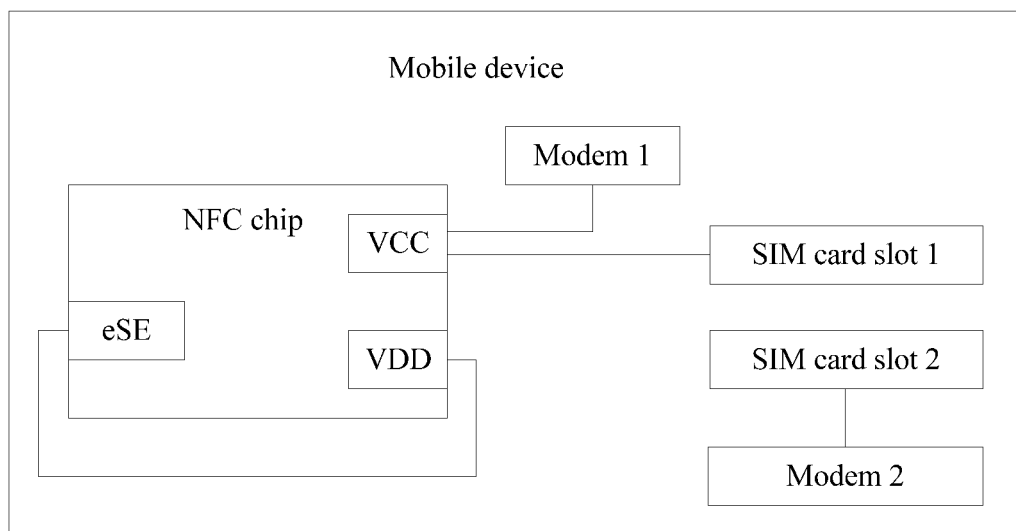 Mobile device
Modem 1
NFC chip
VCC
SIM card slot 1
eSE
VDD
SIM card slot 2
Modem 2